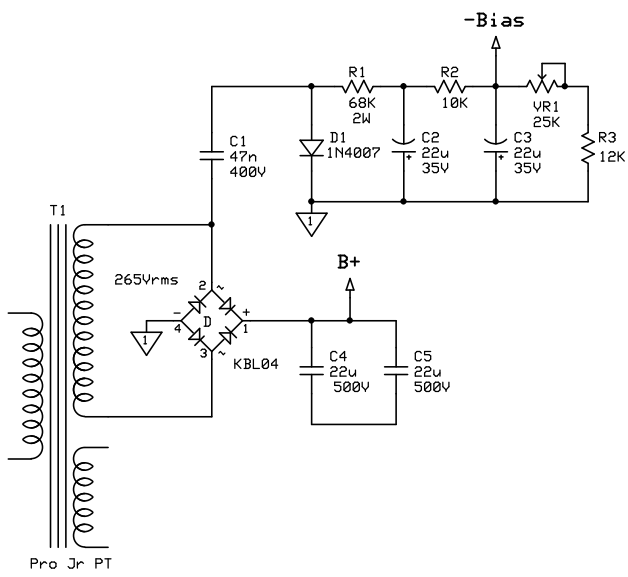 -Bias
R1
68K
2W
R2
10K
VR1
25K
R3
12K
C1
47n
400V
D1
1N4007
C2
22u
35V
+
C3
22u
35V
+
1
T1
265Vrms
2 ~
- +
4 D 1
3 ~
1
KBL04
B+
C4
22u
500V
C5
22u
500V
Pro Jr PT